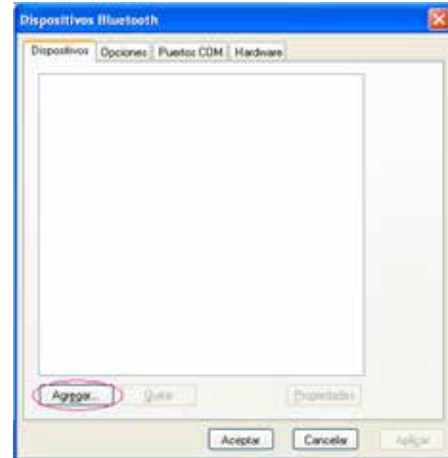 Dispositivos Bluetooth
Dispositivos Opciones Puertos COM Hardware
Agregar... Quitar Propiedades
Aceptar Cancelar Aplicar